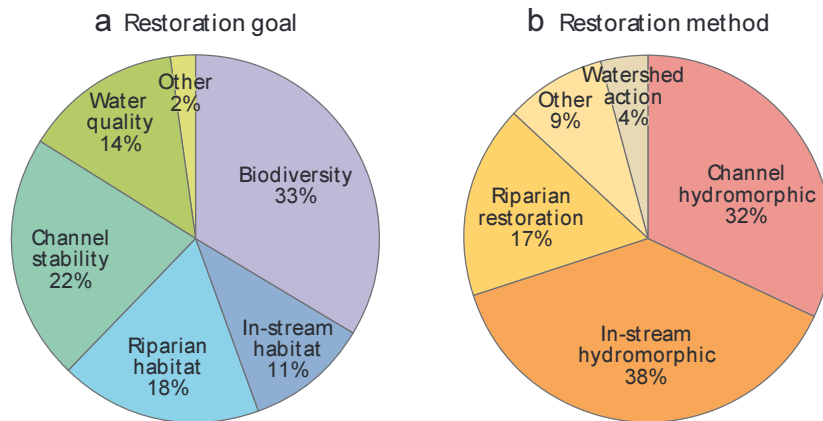 a Restoration goal
Other
2%
Water
quality
14%
Biodiversity
33%
Channel
stability
22%
In-stream
habitat
11%
Riparian
habitat
18%
b Restoration method
Watershed
action
4%
Other
9%
Channel
hydromorphic
32%
Riparian
restoration
17%
In-stream
hydromorphic
38%